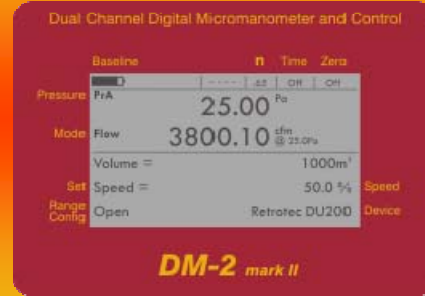 Dual Channel Digital Micromanometer and Control
Baseline n Time Zero
---- .65 Off Off
Pressure PrA 25.00 Pa
Mode Flow 3800.10 cfm @ 25.0Pa
Volume = 1000m³
Set Speed = 50.0 % Speed
Range Config Open Retrotec DU200 Device
DM-2 mark II